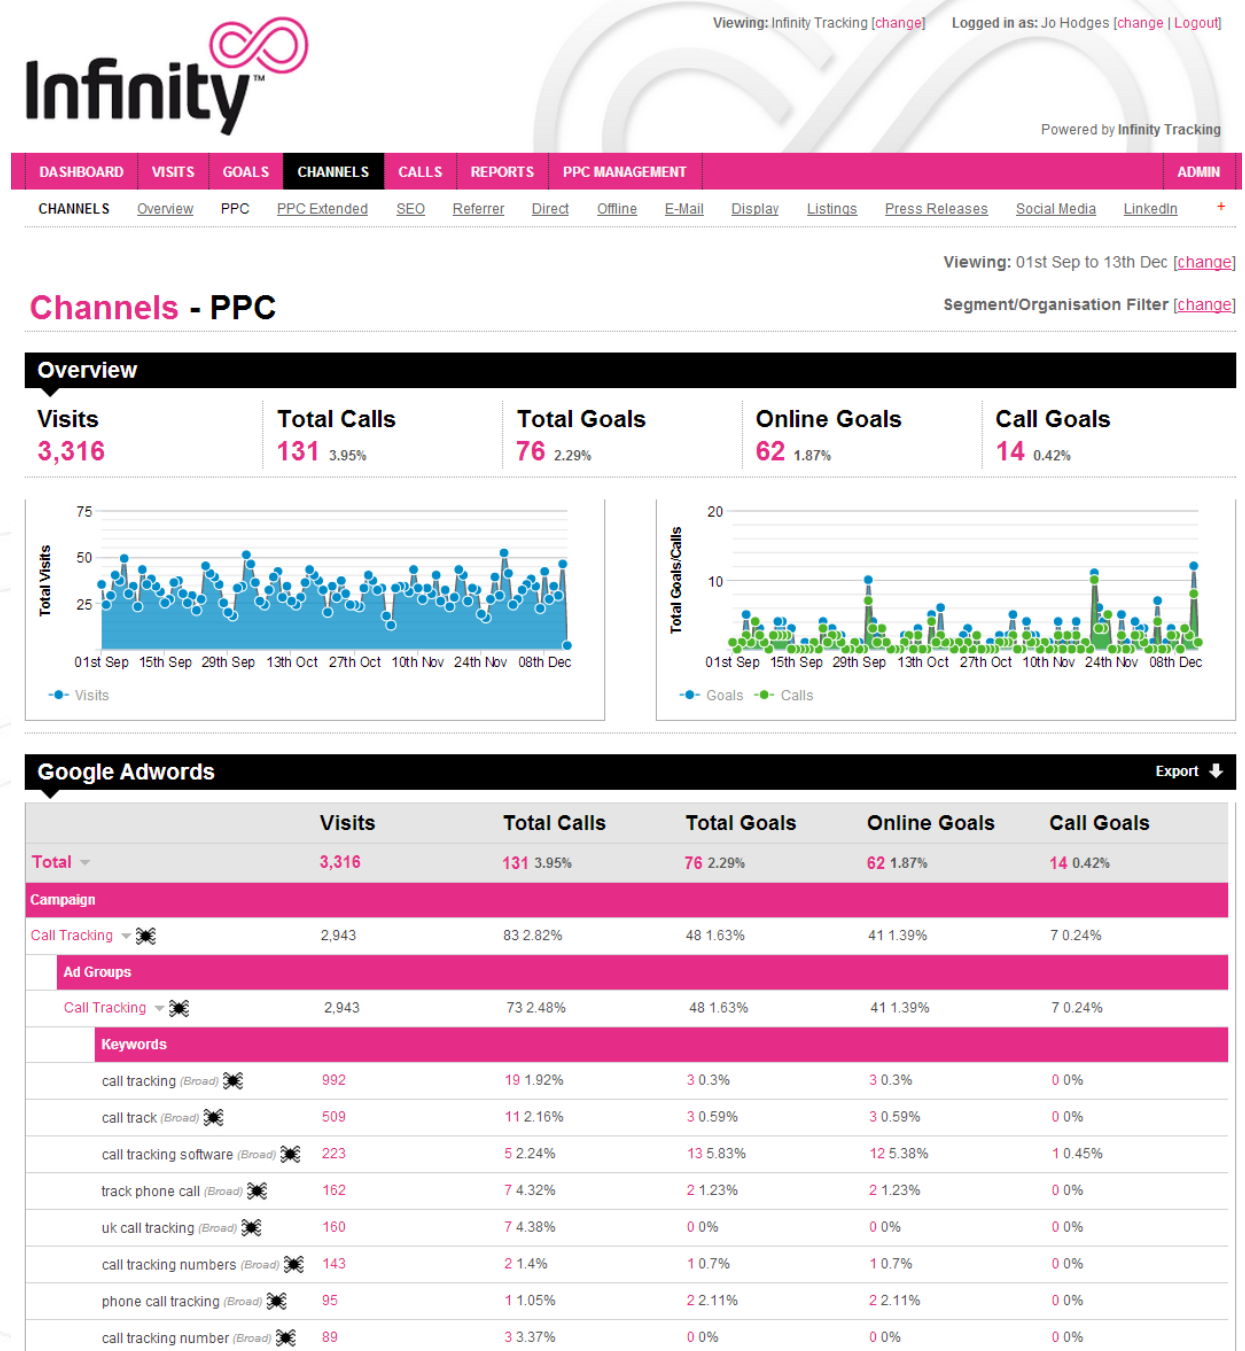 Viewing: Infinity Tracking [change] Logged in as: Jo Hodges [change | Logout]
Infinity™
Powered by Infinity Tracking
DASHBOARD VISITS GOALS CHANNELS CALLS REPORTS PPC MANAGEMENT ADMIN
CHANNELS Overview PPC PPC Extended SEO Referrer Direct Offline E-Mail Display Listings Press Releases Social Media LinkedIn +
Viewing: 01st Sep to 13th Dec [change]
Channels - PPC
Segment/Organisation Filter [change]
Overview
Visits Total Calls Total Goals Online Goals Call Goals
3,316 131 3.95% 76 2.29% 62 1.87% 14 0.42%
Total Visits
75
50
25
01st Sep 15th Sep 29th Sep 13th Oct 27th Oct 10th Nov 24th Nov 08th Dec
Visits
Total Goals/Calls
20
10
01st Sep 15th Sep 29th Sep 13th Oct 27th Oct 10th Nov 24th Nov 08th Dec
Goals Calls
Google Adwords Export
Visits Total Calls Total Goals Online Goals Call Goals
Total 3,316 131 3.95% 76 2.29% 62 1.87% 14 0.42%
Campaign
Call Tracking 2,943 83 2.82% 48 1.63% 41 1.39% 7 0.24%
Ad Groups
Call Tracking 2,943 73 2.48% 48 1.63% 41 1.39% 7 0.24%
Keywords
call tracking (Broad) 992 19 1.92% 3 0.3% 3 0.3% 0 0%
call track (Broad) 509 11 2.16% 3 0.59% 3 0.59% 0 0%
call tracking software (Broad) 223 5 2.24% 13 5.83% 12 5.38% 1 0.45%
track phone call (Broad) 162 7 4.32% 2 1.23% 2 1.23% 0 0%
uk call tracking (Broad) 160 7 4.38% 0 0% 0 0% 0 0%
call tracking numbers (Broad) 143 2 1.4% 1 0.7% 1 0.7% 0 0%
phone call tracking (Broad) 95 1 1.05% 2 2.11% 2 2.11% 0 0%
call tracking number (Broad) 89 3 3.37% 0 0% 0 0% 0 0%